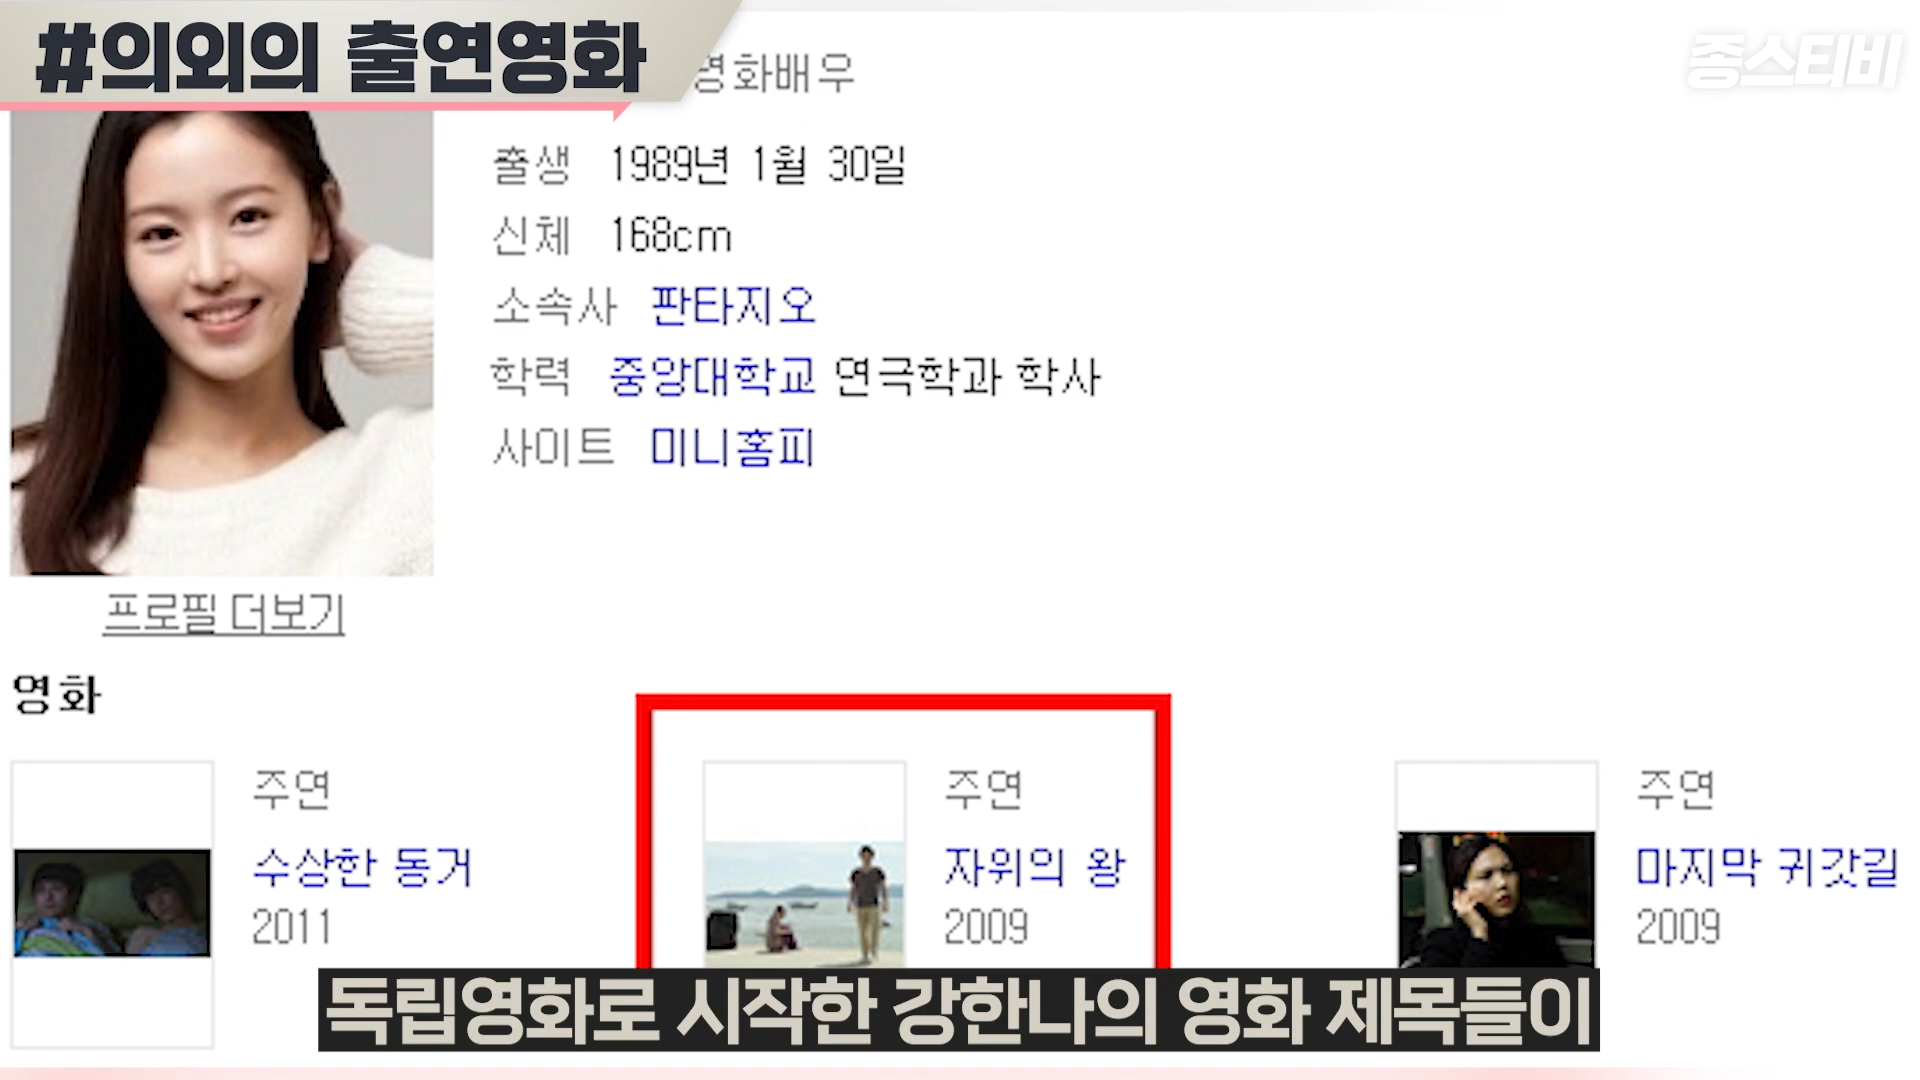 #의외의 출연영화
종스티비
영화배우
출생 1989년 1월 30일
신체 168cm
소속사 판타지오
학력 중앙대학교 연극학과 학사
사이트 미니홈피
프로필 더보기
영화
주연
수상한 동거
2011
주연
자위의 왕
2009
주연
마지막 귀갓길
2009
독립영화로 시작한 강한나의 영화 제목들이